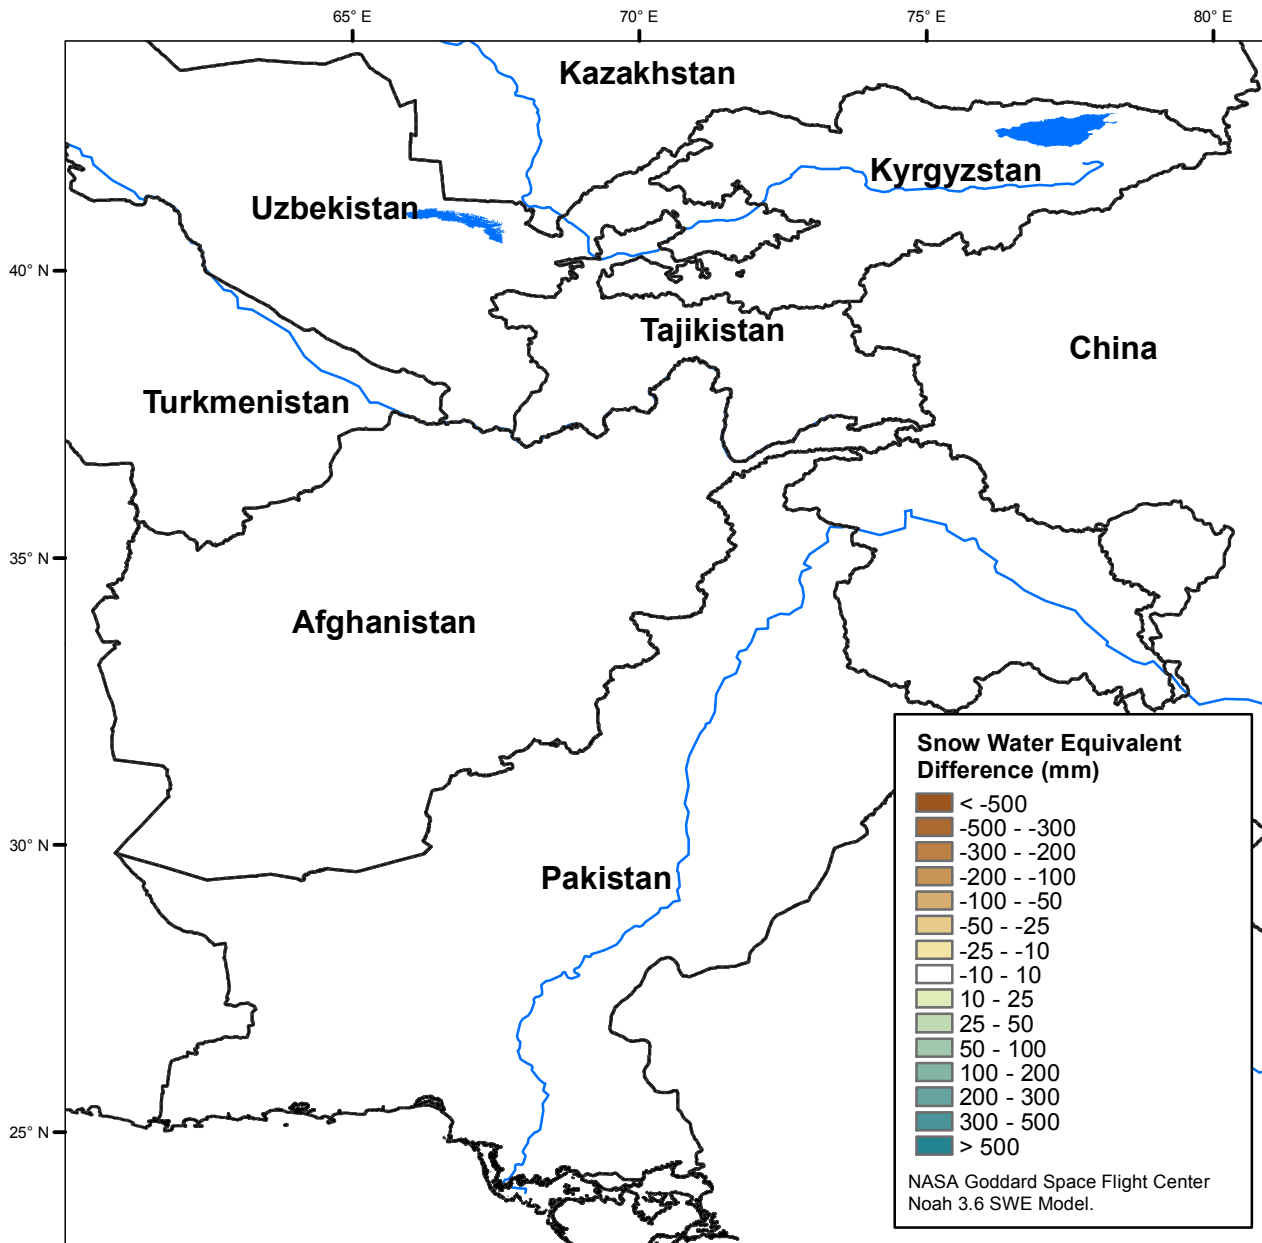 65° E
70° E
75° E
80° E
Kazakhstan
Kyrgyzstan
Uzbekistan
40° N
Tajikistan
China
Turkmenistan
35° N
Afghanistan
30° N
Pakistan
25° N
Snow Water Equivalent
Difference (mm)
< -500
-500 - -300
-300 - -200
-200 - -100
-100 - -50
-50 - -25
-25 - -10
-10 - 10
10 - 25
25 - 50
50 - 100
100 - 200
200 - 300
300 - 500
> 500
NASA Goddard Space Flight Center
Noah 3.6 SWE Model.